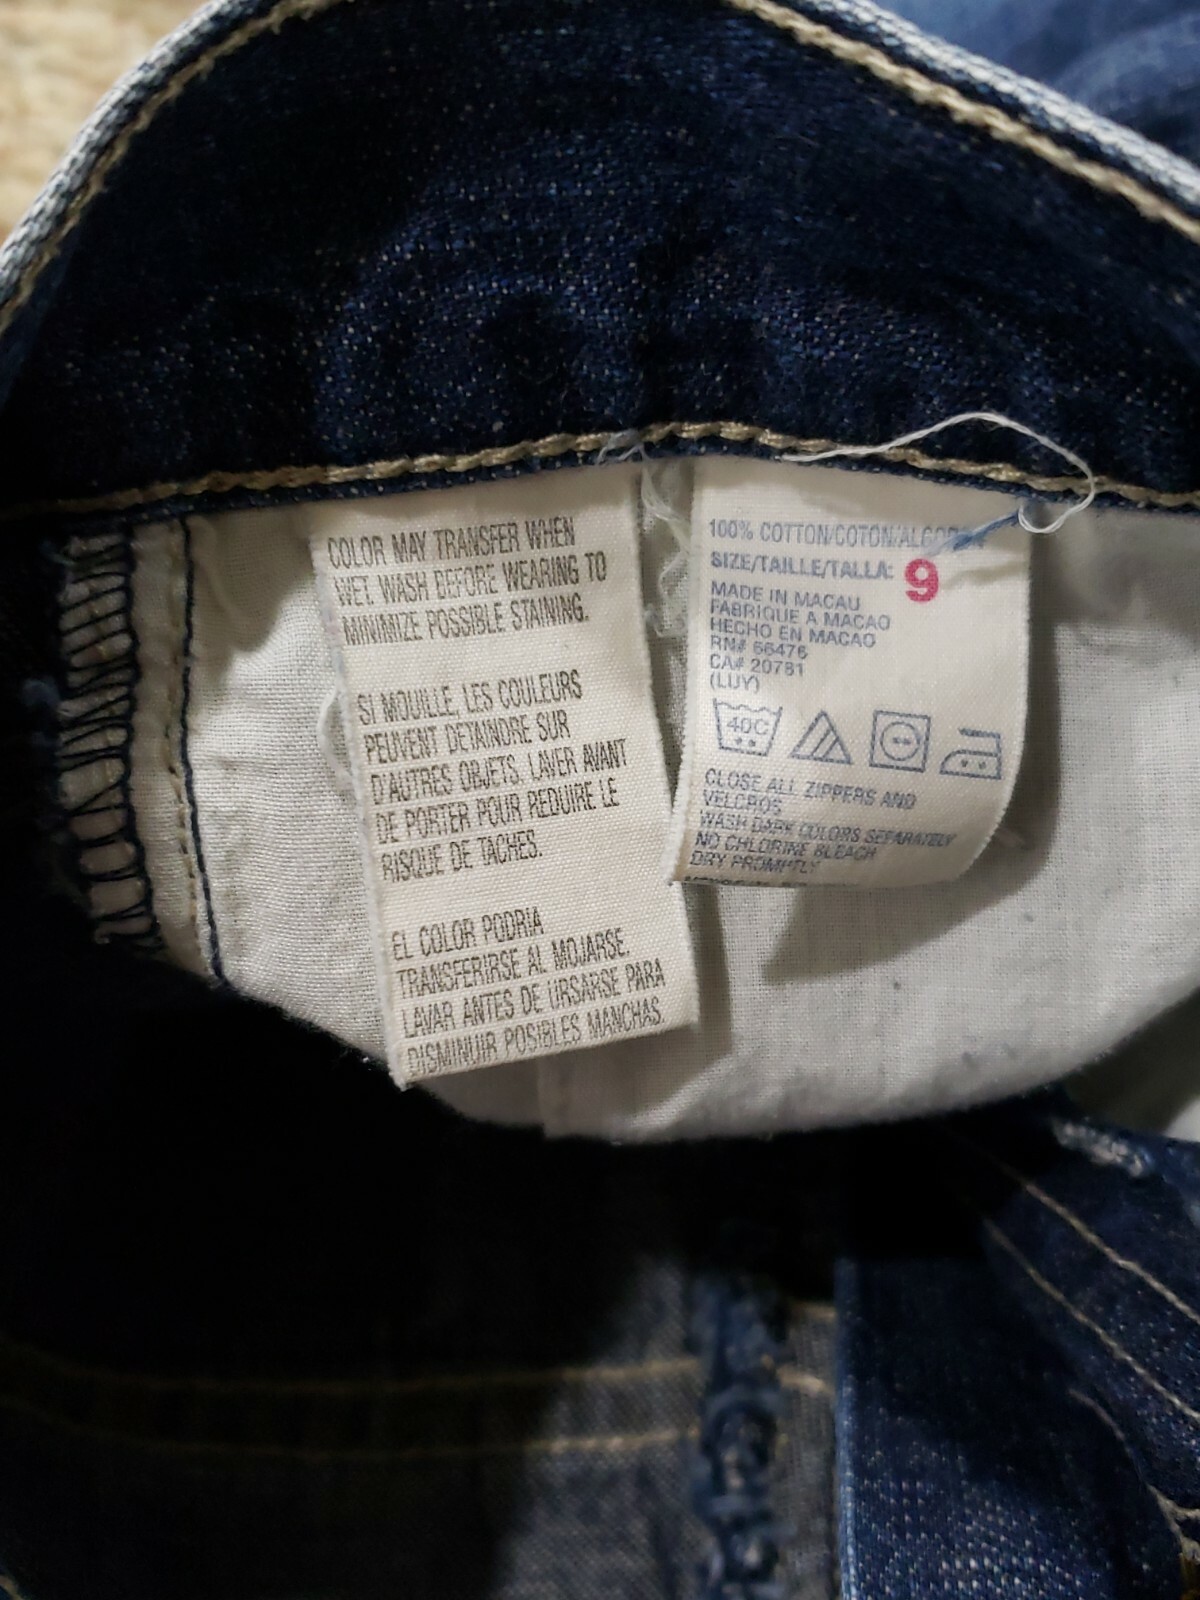 COLOR MAY TRANSFER WHEN
WET. WASH BEFORE WEARING TO
MINIMIZE POSSIBLE STAINING.
SI MOUILLE, LES COULEURS
PEUVENT DETAINDRE SUR
D'AUTRES OBJETS. LAVER AVANT
DE PORTER POUR REDUIRE LE
RISQUE DE TACHES.
EL COLOR PODRIA
TRANSFERIRSE AL MOJARSE.
LAVAR ANTES DE URSARSE PARA
DISMINUIR POSIBLES MANCHAS.
100% COTTON/COTON/
SIZE/TAILLE/TALLA: 9
MADE IN MACAU
FABRIQUE A MACAO
HECHO EN MACAO
RN# 66476
CA# 20781
(LUY)
40C
CLOSE ALL ZIPPERS AND
VELCROS
WASH DARK COLORS SEPARATELY
NO CHLORINE BLEACH
DRY PROMPTLY